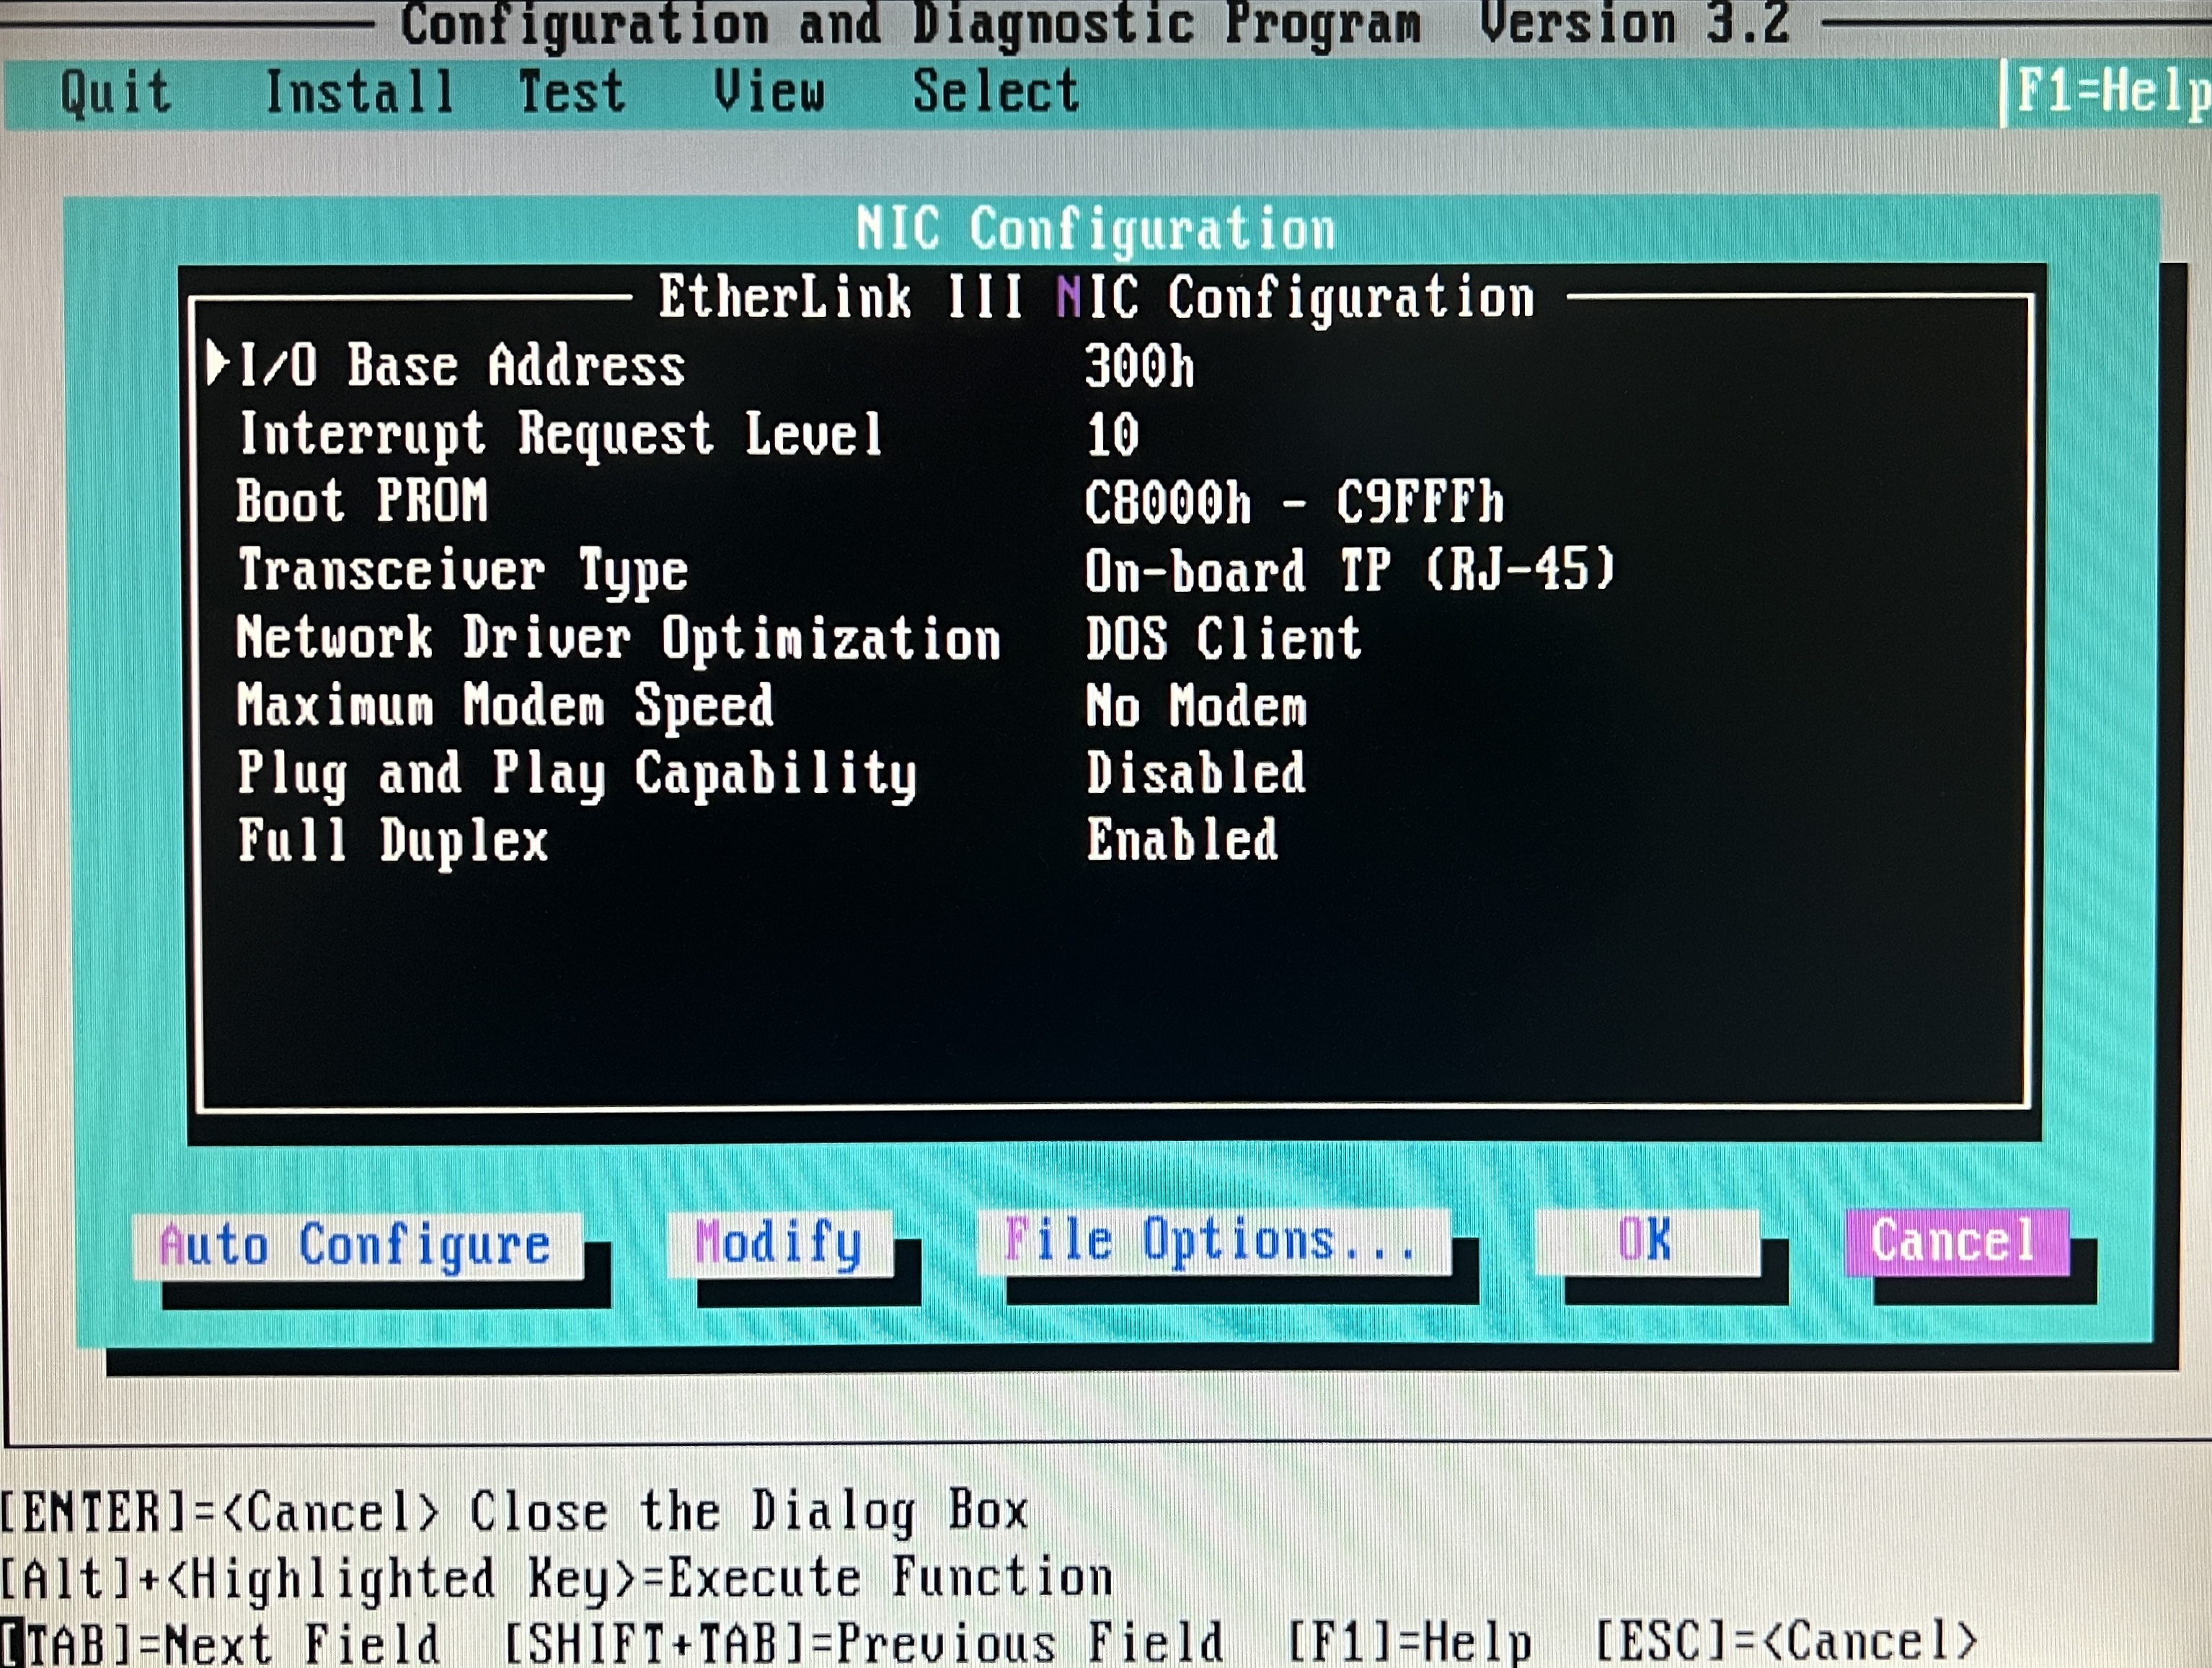 Configuration and Diagnostic Program Version 3.2
Quit Install Test View Select F1=Help
NIC Configuration
EtherLink III NIC Configuration
I/O Base Address 300h
Interrupt Request Level 10
Boot PROM C8000h - C9FFFh
Transceiver Type On-board TP (RJ-45)
Network Driver Optimization DOS Client
Maximum Modem Speed No Modem
Plug and Play Capability Disabled
Full Duplex Enabled
Auto Configure Modify File Options... OK Cancel
[ENTER]=<Cancel> Close the Dialog Box
[Alt]+<Highlighted Key>=Execute Function
[TAB]=Next Field [SHIFT+TAB]=Previous Field [F1]=Help [ESC]=<Cancel>